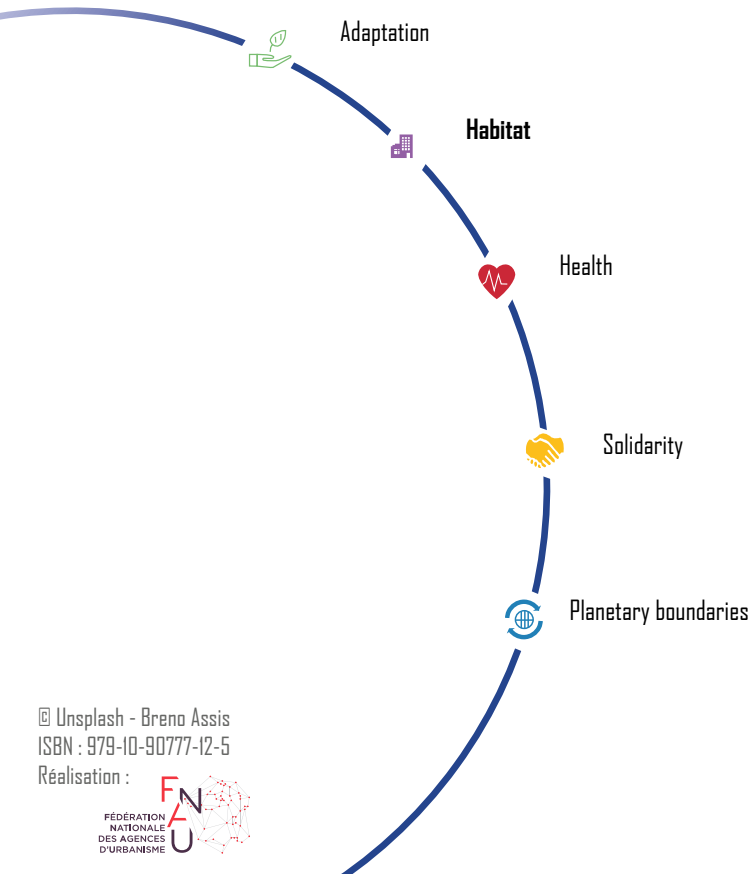 Adaptation
Habitat
Health
Solidarity
Planetary boundaries
© Unsplash - Breno Assis
ISBN : 979-10-90777-12-5
Réalisation :
FNAU
FÉDÉRATION
NATIONALE
DES AGENCES
D'URBANISME